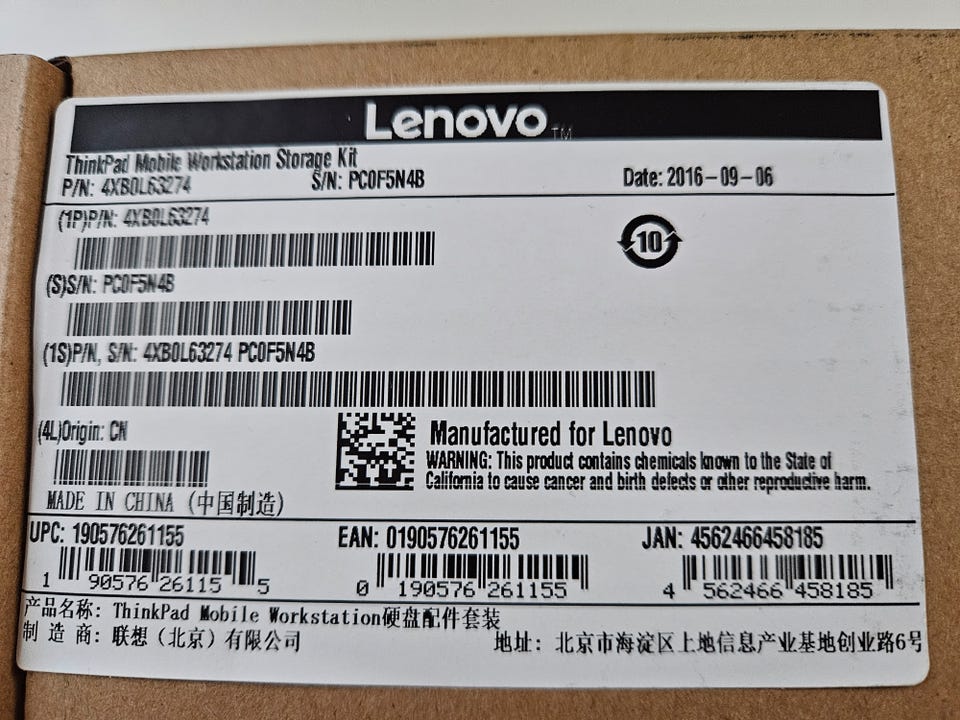 Lenovo™
ThinkPad Mobile Workstation Storage Kit
P/N: 4XB0L63274 S/N: PC0F5N4B Date: 2016-09-06
(1P)P/N: 4XB0L63274
10
(S)S/N: PC0F5N4B
(1S)P/N, S/N: 4XB0L63274 PC0F5N4B
(4L)Origin: CN
Manufactured for Lenovo
WARNING: This product contains chemicals known to the State of
California to cause cancer and birth defects or other reproductive harm.
MADE IN CHINA (中国制造)
UPC: 190576261155 EAN: 0190576261155 JAN: 4562466458185
1 90576 26115 5 0 190576 261155 4 562466 458185
产品名称: ThinkPad Mobile Workstation硬盘配件套装
制 造 商: 联想（北京）有限公司 地址: 北京市海淀区上地信息产业基地创业路6号